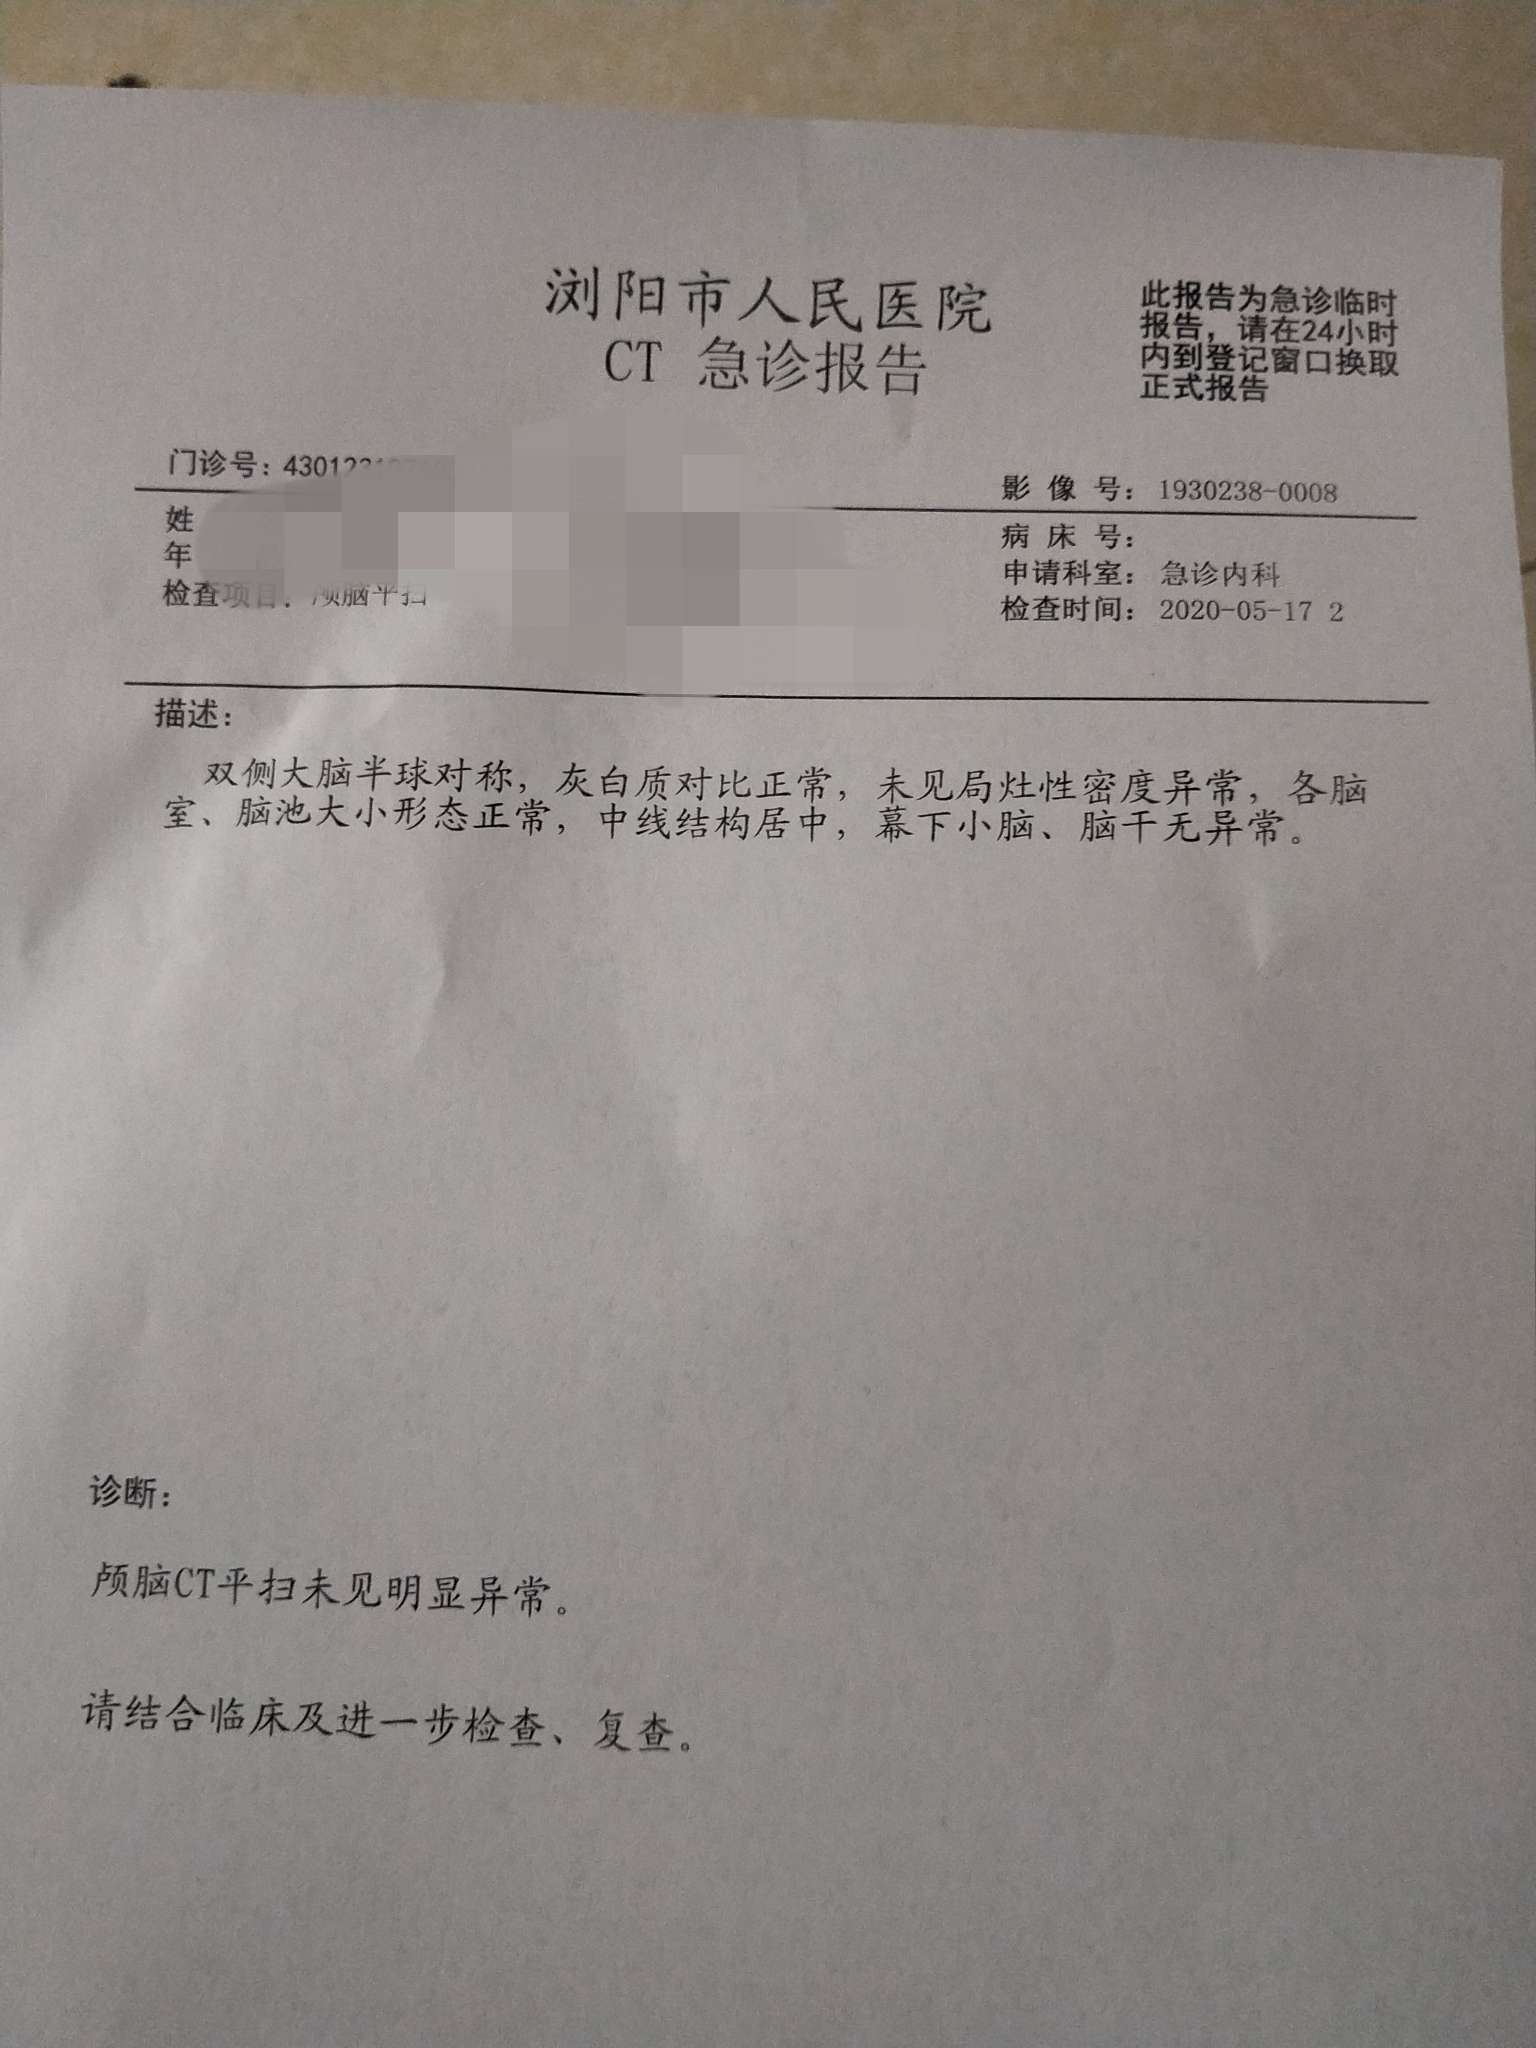 浏阳市人民医院
CT 急诊报告
此报告为急诊临时
报告，请在24小时
内到登记窗口换取
正式报告
门诊号：430123
影 像 号： 1930238-0008
姓
病 床 号：
年
申请科室： 急诊内科
检查项目：颅脑平扫
检查时间： 2020-05-17 2
描述：
双侧大脑半球对称，灰白质对比正常，未见局灶性密度异常，各脑
室、脑池大小形态正常，中线结构居中，幕下小脑、脑干无异常。
诊断：
颅脑CT平扫未见明显异常。
请结合临床及进一步检查、复查。